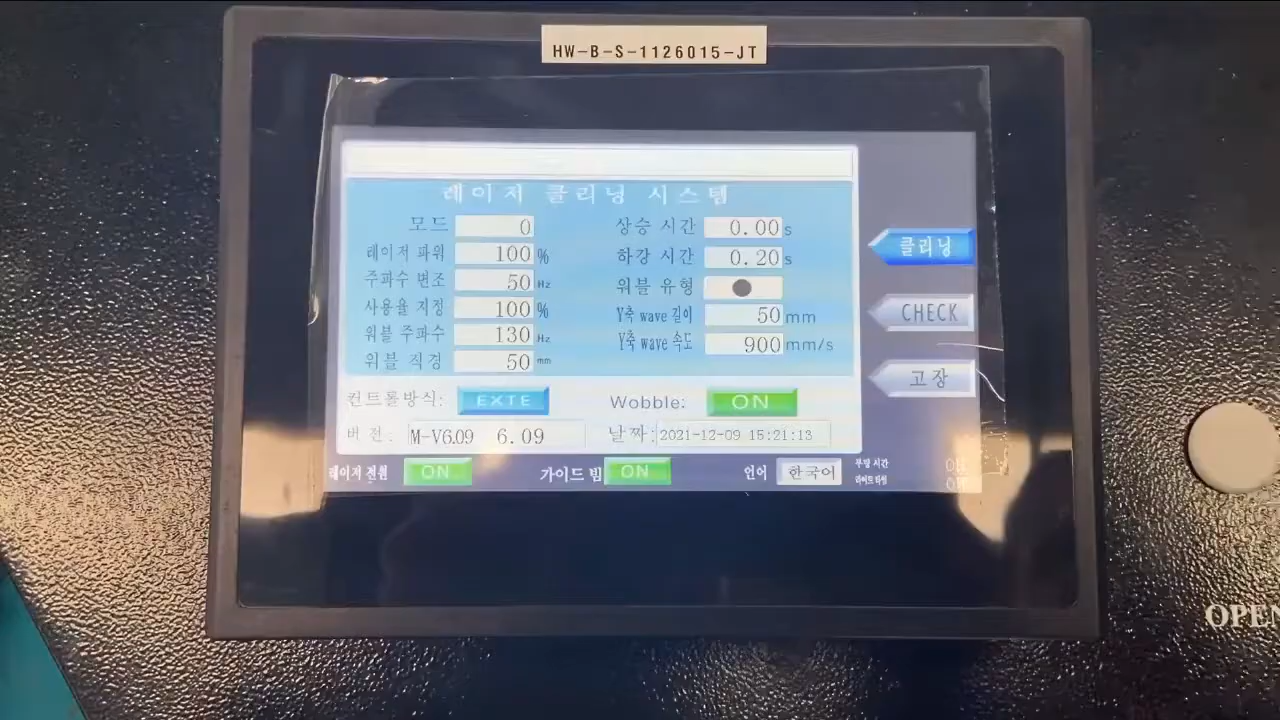 HW-B-S-1126015-JT
레이저 클리닝 시스템
모드 0
상승 시간 0.00 s
레이저 파워 100 %
하강 시간 0.20 s
주파수 변조 50 Hz
위블 유형
사용율 지정 100 %
Y축 wave 길이 50 mm
위블 주파수 130 Hz
Y축 wave 속도 900 mm/s
위블 직경 50 mm
클리닝
CHECK
고장
컨트롤방식: EXTE
Wobble: ON
버전: M-V6.09 6.09
날짜: 2021-12-09 15:21:13
레이저 전원 ON
가이드 빔 ON
언어 한국어
시간
OPEN